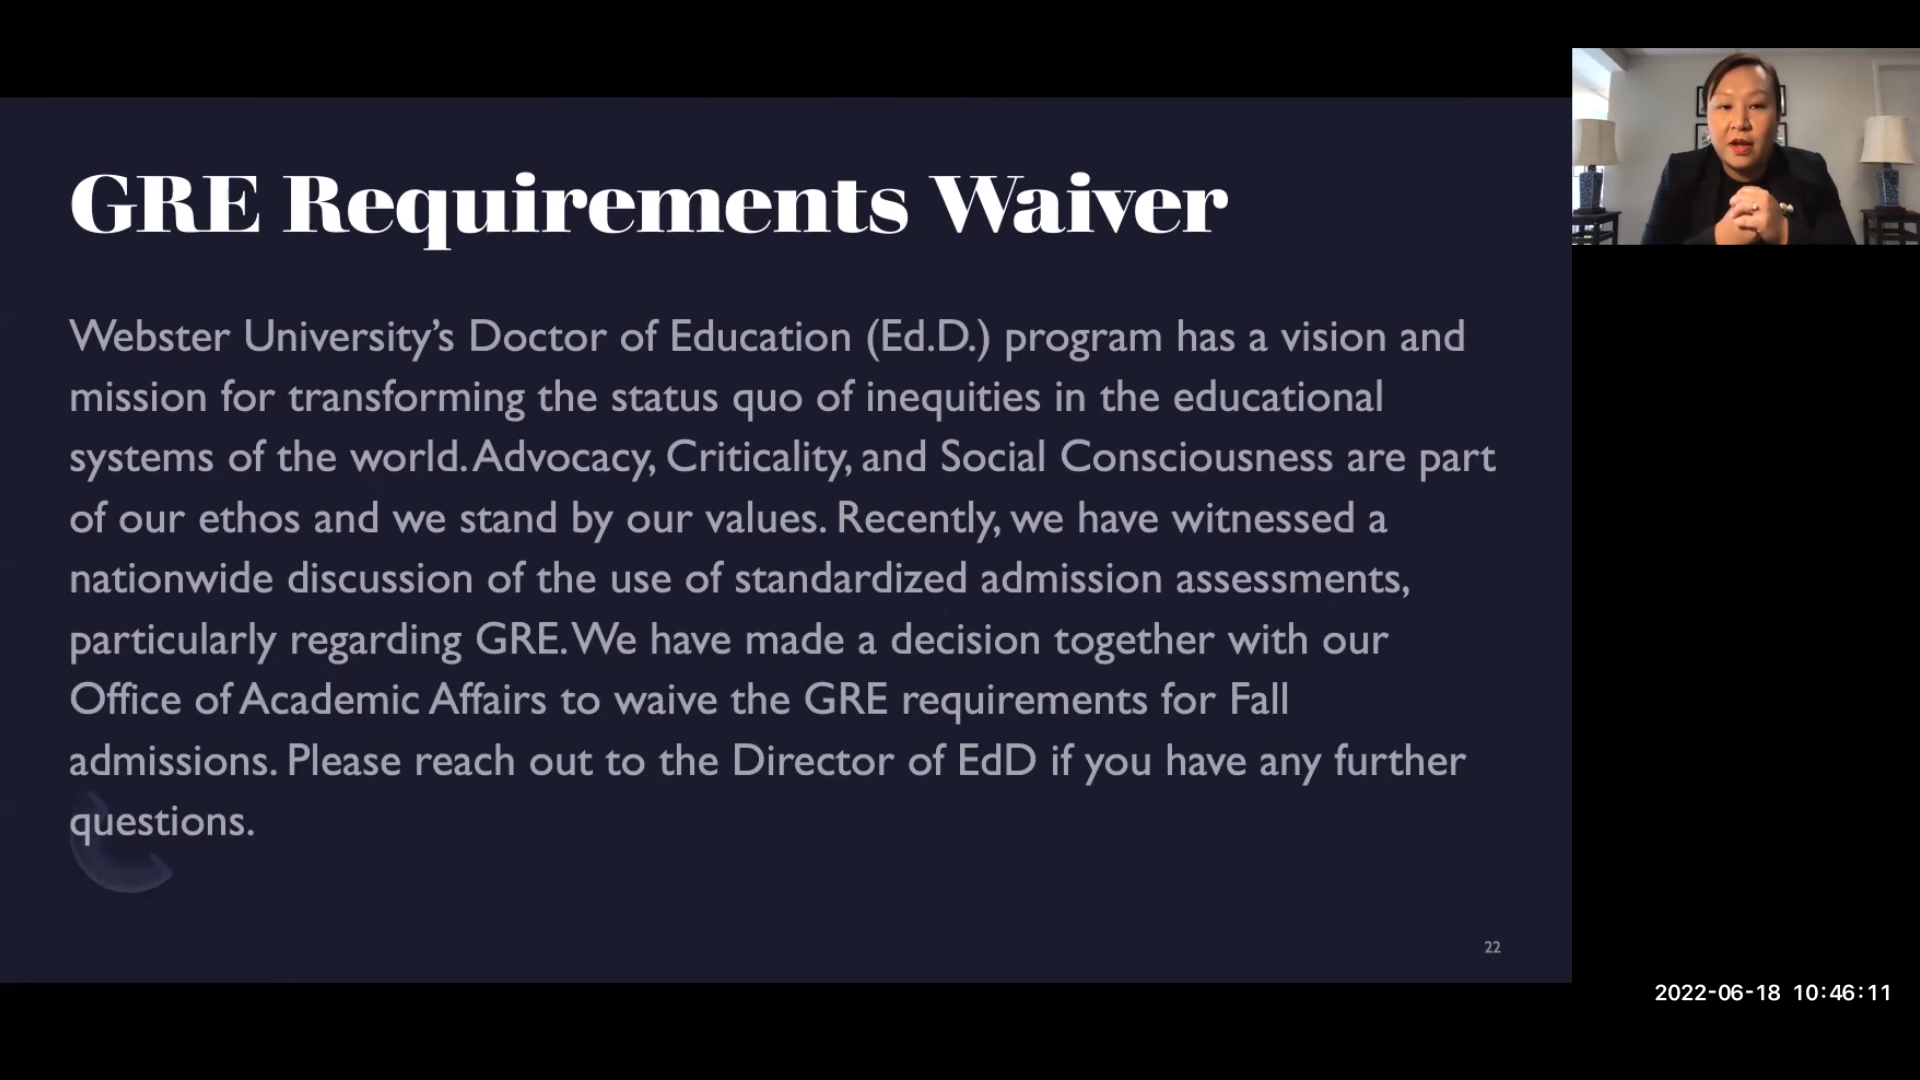 GRE Requirements Waiver
Webster University’s Doctor of Education (Ed.D.) program has a vision and
mission for transforming the status quo of inequities in the educational
systems of the world. Advocacy, Criticality, and Social Consciousness are part
of our ethos and we stand by our values. Recently, we have witnessed a
nationwide discussion of the use of standardized admission assessments,
particularly regarding GRE. We have made a decision together with our
Office of Academic Affairs to waive the GRE requirements for Fall
admissions. Please reach out to the Director of EdD if you have any further
questions.
22
2022-06-18 10:46:11